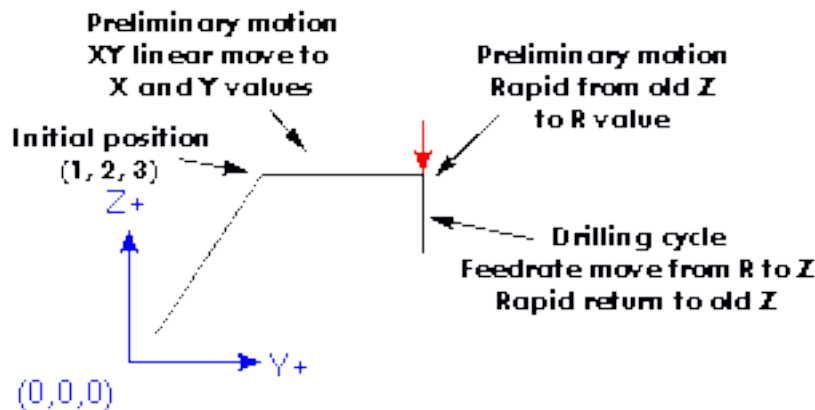 Preliminary motion
XY linear move to
X and Y values
Preliminary motion
Rapid from old Z
to R value
Initial position
(1, 2, 3)
Z+
Drilling cycle
Feedrate move from R to Z
Rapid return to old Z
Y+
(0,0,0)